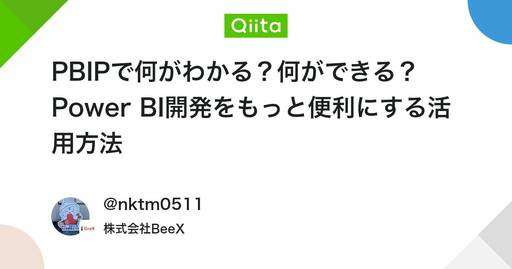 Qiita
PBIPで何がわかる？何ができる？
Power BI開発をもっと便利にする活
用方法
@nktm0511
株式会社BeeX